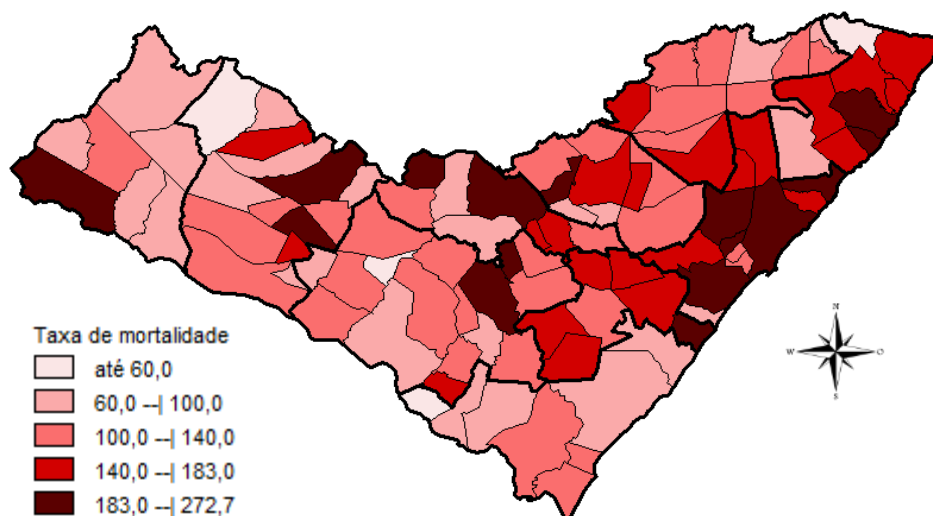 Taxa de mortalidade
até 60,0
60,0 --| 100,0
100,0 --| 140,0
140,0 --| 183,0
183,0 --| 272,7
N
W
O
S